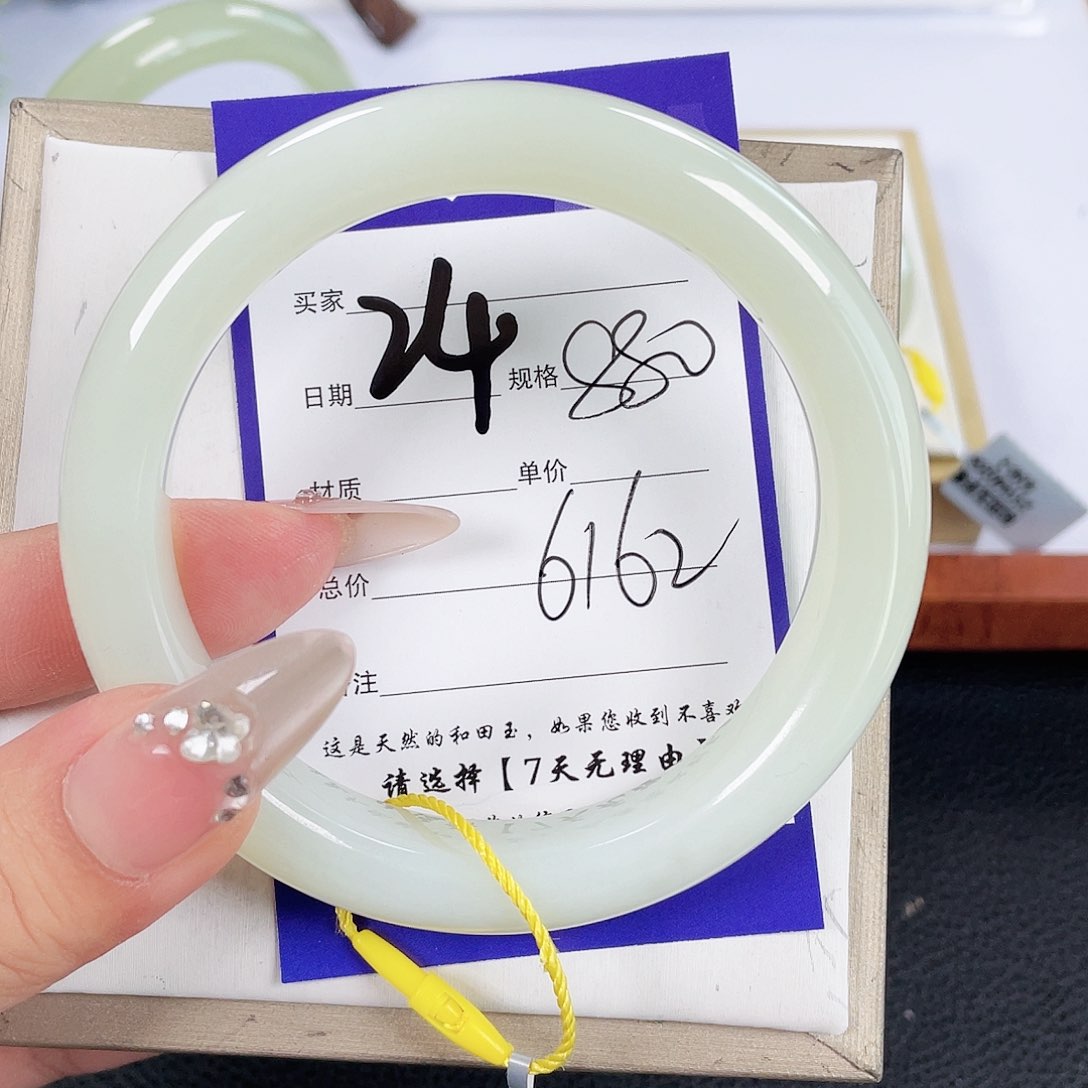 买家
24
日期
规格 880
材质
单价
6162
总价
注
这是天然的和田玉，如果您收到不喜欢
请选择【7天无理由